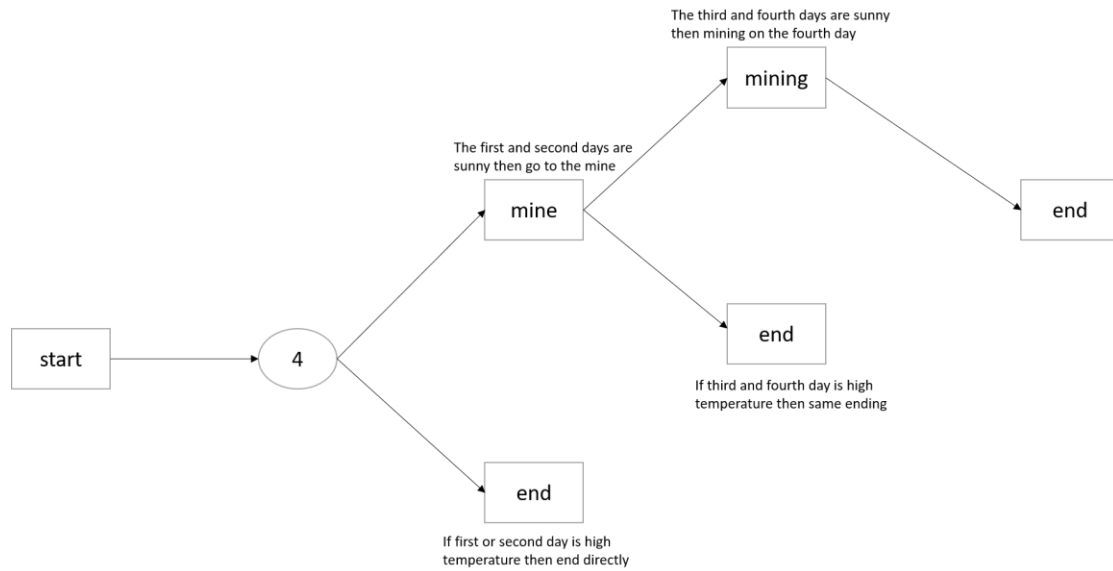 The third and fourth days are sunny
then mining on the fourth day
mining
The first and second days are
sunny then go to the mine
mine
end
start
4
end
If third and fourth day is high
temperature then same ending
end
If first or second day is high
temperature then end directly